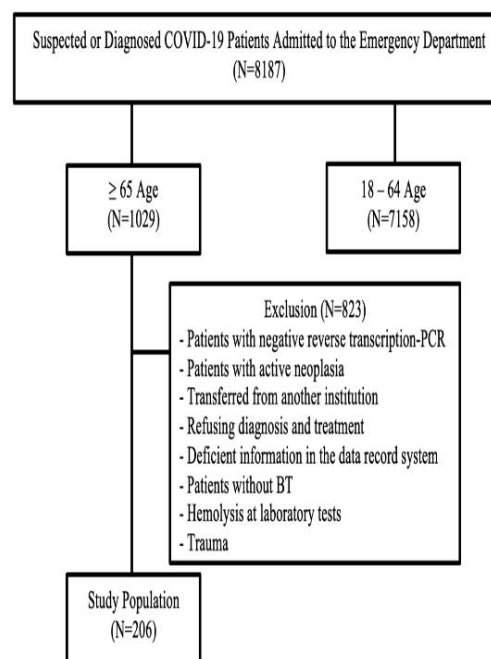 Suspected or Diagnosed COVID-19 Patients Admitted to the Emergency Department
(N=8187)
≥ 65 Age
(N=1029)
18 – 64 Age
(N=7158)
Exclusion (N=823)
- Patients with negative reverse transcription-PCR
- Patients with active neoplasia
- Transferred from another institution
- Refusing diagnosis and treatment
- Deficient information in the data record system
- Patients without BT
- Hemolysis at laboratory tests
- Trauma
Study Population
(N=206)